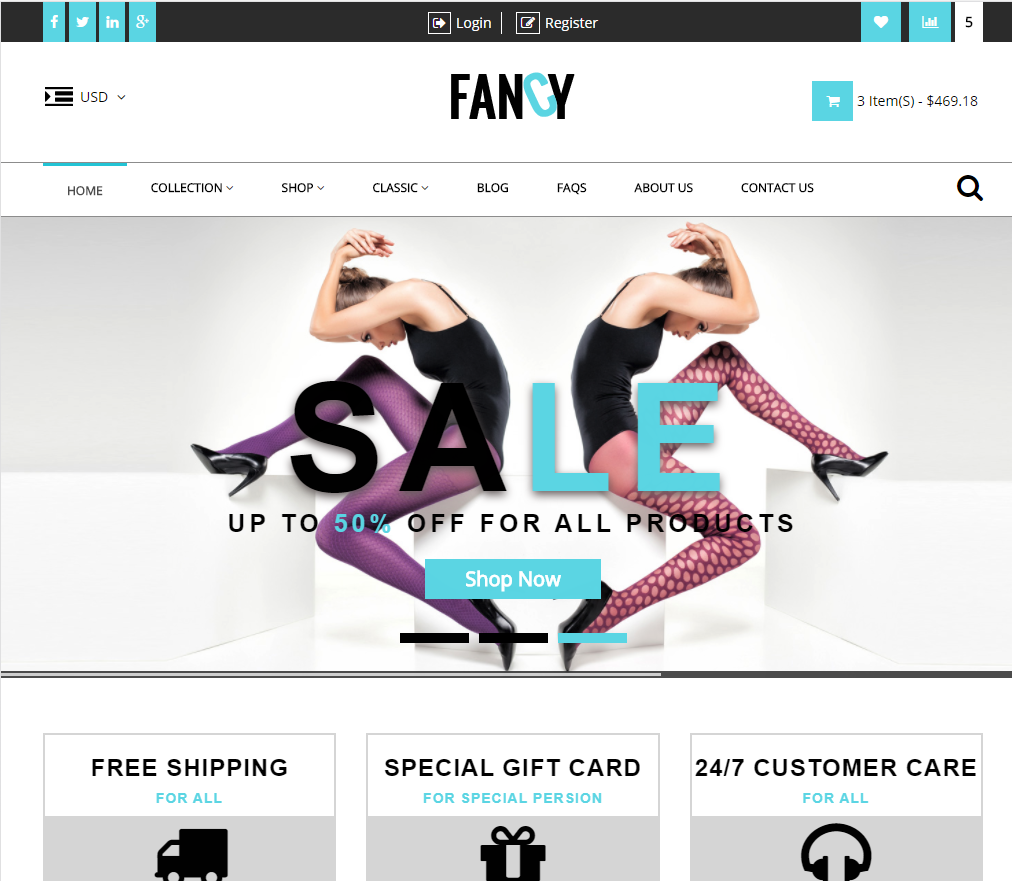 Login
Register
5
USD
FANCY
3 Item(S) - $469.18
HOME
COLLECTION
SHOP
CLASSIC
BLOG
FAQS
ABOUT US
CONTACT US
SALE
UP TO 50% OFF FOR ALL PRODUCTS
Shop Now
FREE SHIPPING
FOR ALL
SPECIAL GIFT CARD
FOR SPECIAL PERSION
24/7 CUSTOMER CARE
FOR ALL